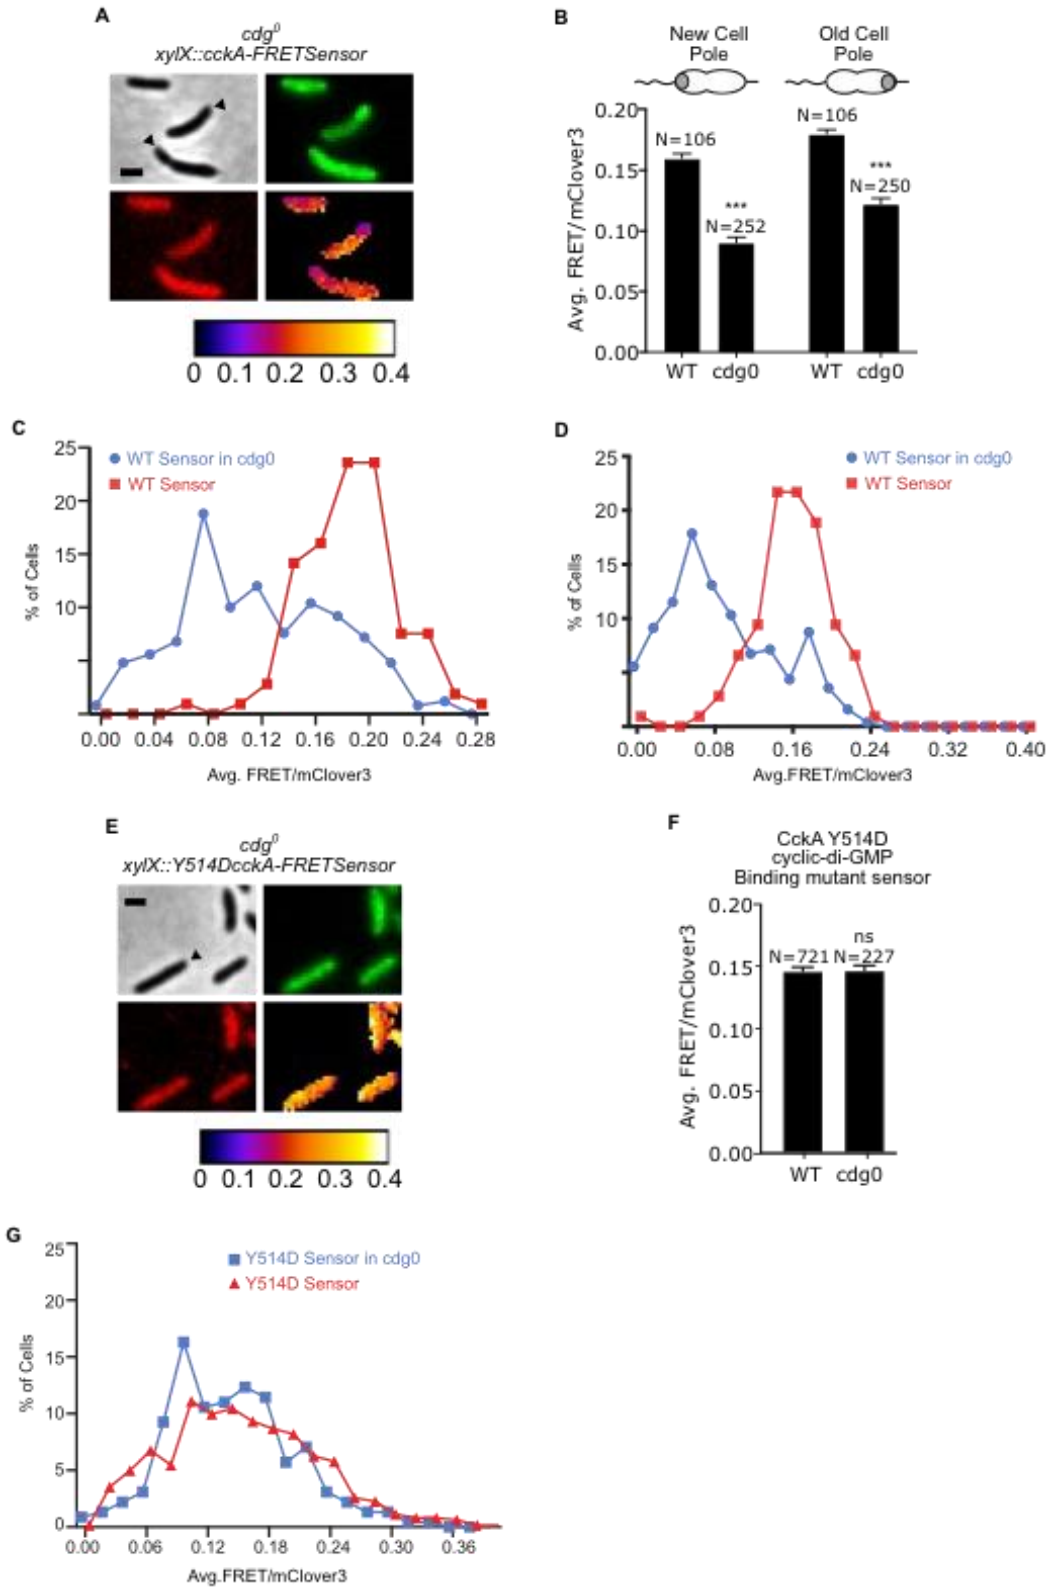 A
cdg0
xylX::cckA-FRETSensor
0 0.1 0.2 0.3 0.4
B
New Cell Pole
Old Cell Pole
Avg. FRET/mClover3
0.20
0.15
0.10
0.05
0.00
N=106
***
N=252
N=106
***
N=250
WT cdg0 WT cdg0
C
WT Sensor in cdg0
WT Sensor
% of Cells
25
20
15
10
0.00 0.04 0.08 0.12 0.16 0.20 0.24 0.28
Avg. FRET/mClover3
D
WT Sensor in cdg0
WT Sensor
% of Cells
25
20
15
10
0.00 0.08 0.16 0.24 0.32 0.40
Avg.FRET/mClover3
E
cdg0
xylX::Y514DcckA-FRETSensor
0 0.1 0.2 0.3 0.4
F
CckA Y514D
cyclic-di-GMP
Binding mutant sensor
Avg. FRET/mClover3
0.20
0.15
0.10
0.05
0.00
ns
N=721 N=227
WT cdg0
G
Y514D Sensor in cdg0
Y514D Sensor
% of Cells
25
20
15
10
5
0
0.00 0.06 0.12 0.18 0.24 0.30 0.36
Avg.FRET/mClover3